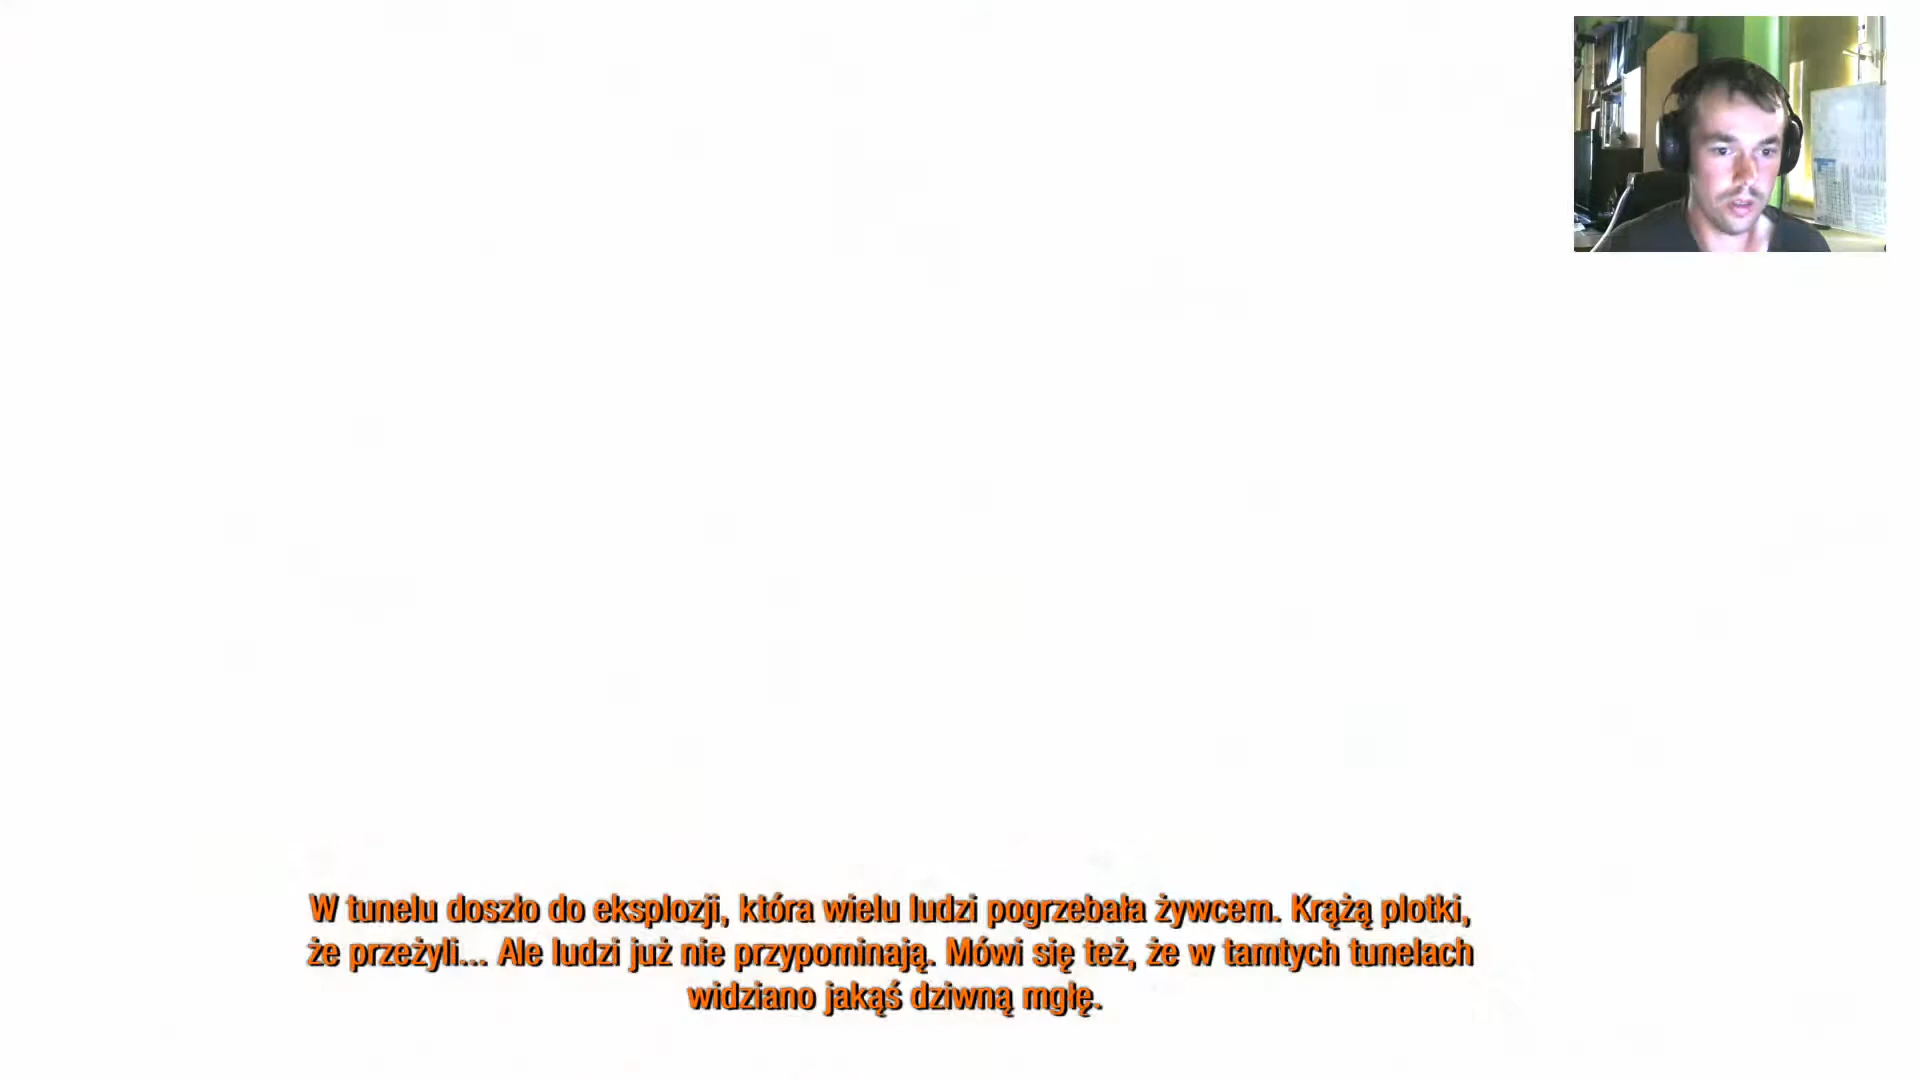 W tunelu doszło do eksplozji, która wielu ludzi pogrzebała żywcem. Krążą plotki,
że przeżyli... Ale ludzi już nie przypominają. Mówi się też, że w tamtych tunelach
widziano jakąś dziwną mgłę.